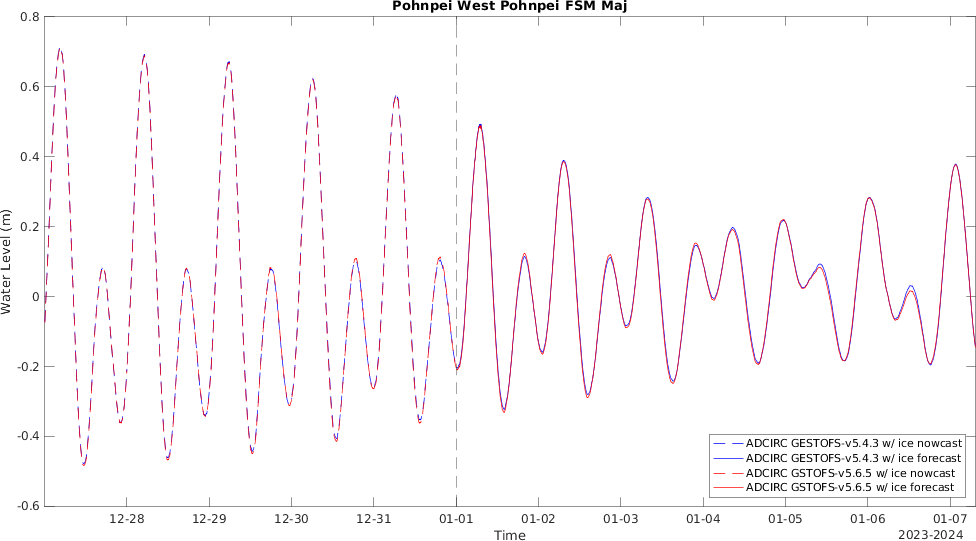 Pohnpei West Pohnpei FSM Maj
Water Level (m)
0.8
0.6
0.4
0.2
0
-0.2
-0.4
-0.6
12-28 12-29 12-30 12-31 01-01 01-02 01-03 01-04 01-05 01-06 01-07
Time
2023-2024
ADCIRC GESTOFS-v5.4.3 w/ ice nowcast
ADCIRC GESTOFS-v5.4.3 w/ ice forecast
ADCIRC GSTOFS-v5.6.5 w/ ice nowcast
ADCIRC GSTOFS-v5.6.5 w/ ice forecast